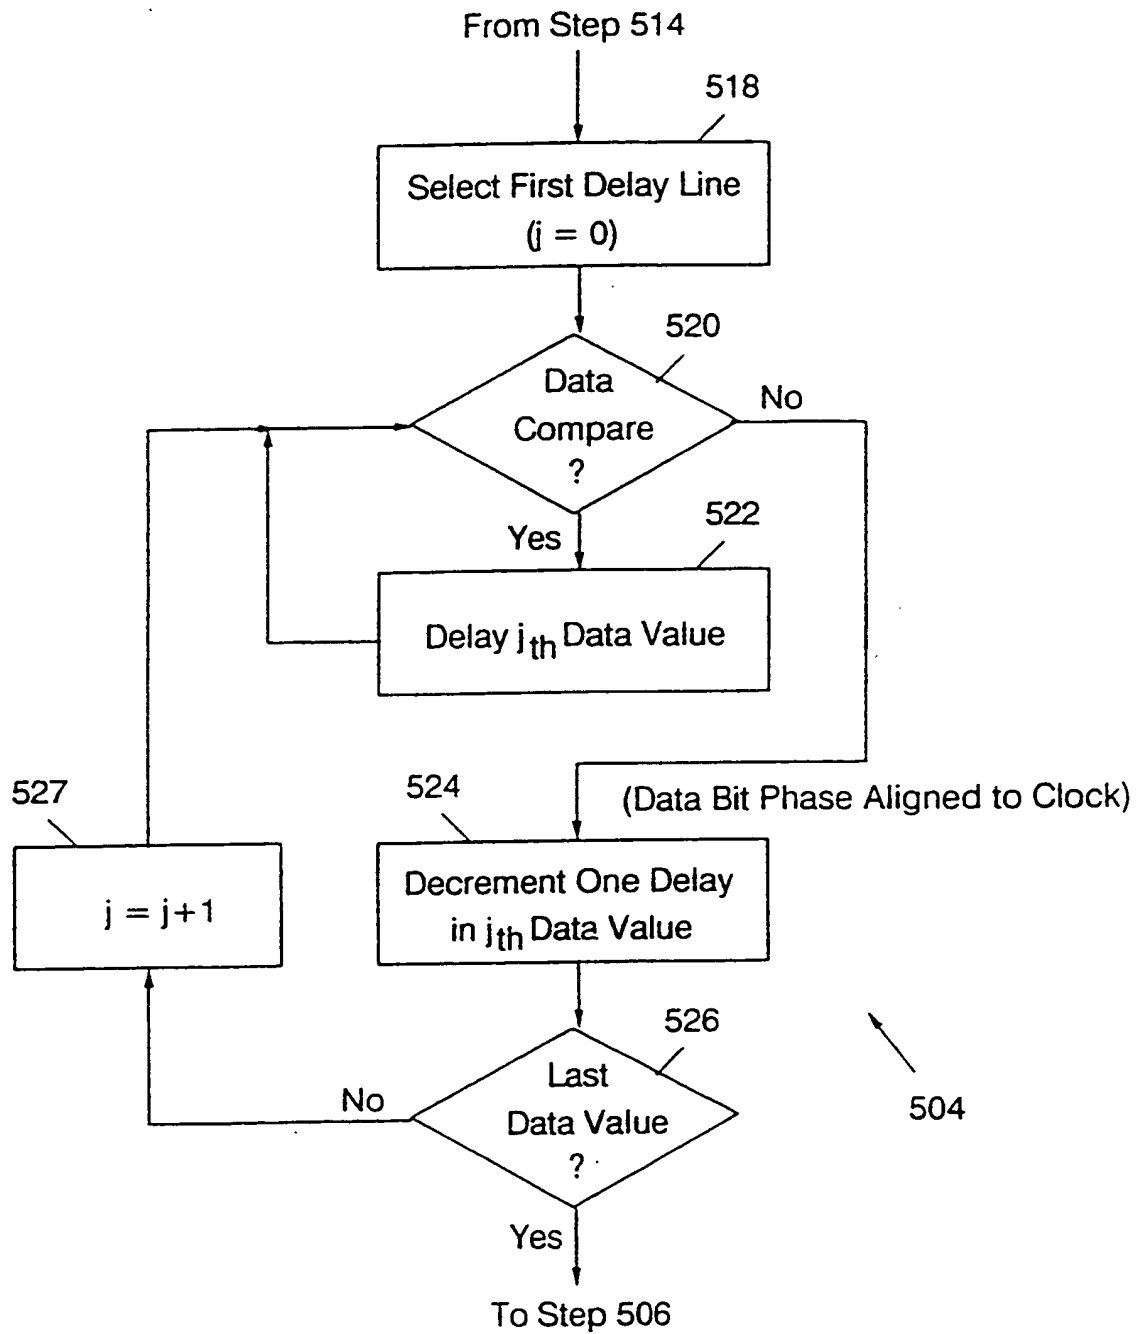 From Step 514
518
Select First Delay Line
(j = 0)
520
Data
Compare
?
No
Yes
522
Delay jth Data Value
527
j = j+1
524
(Data Bit Phase Aligned to Clock)
Decrement One Delay
in jth Data Value
526
Last
Data Value
?
No
504
Yes
To Step 506